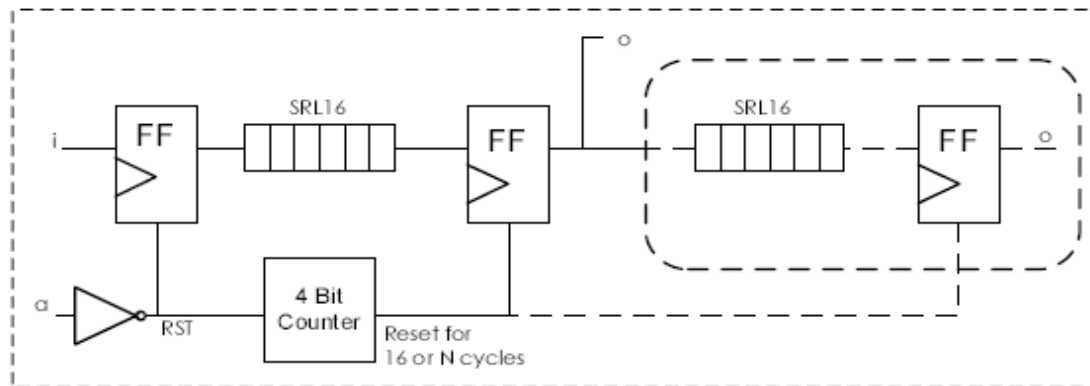 o
SRL16
SRL16
FF
FF
FF
i
o
a
RST
4 Bit
Counter
Reset for
16 or N cycles